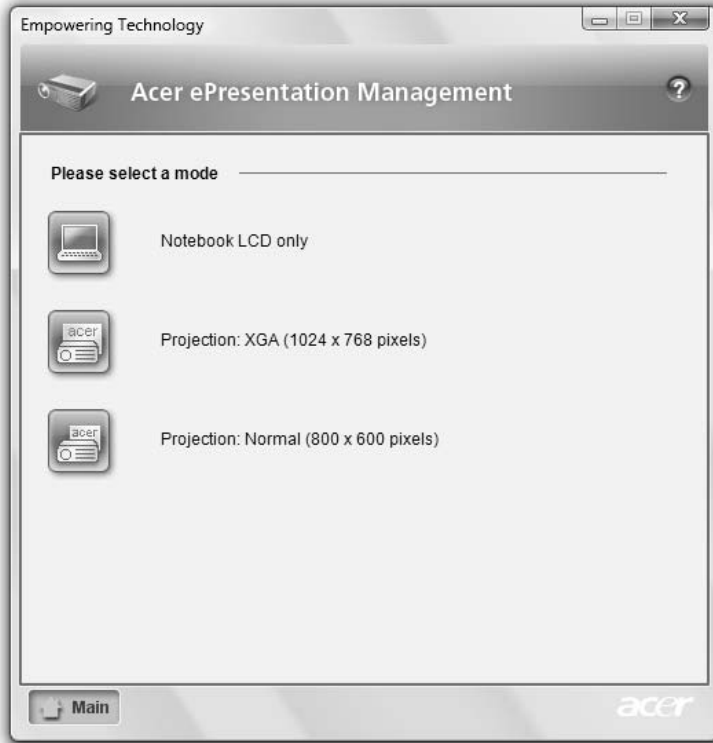 Empowering Technology
Acer ePresentation Management
?
Please select a mode
Notebook LCD only
acer
Projection: XGA (1024 x 768 pixels)
acer
Projection: Normal (800 x 600 pixels)
Main
acer